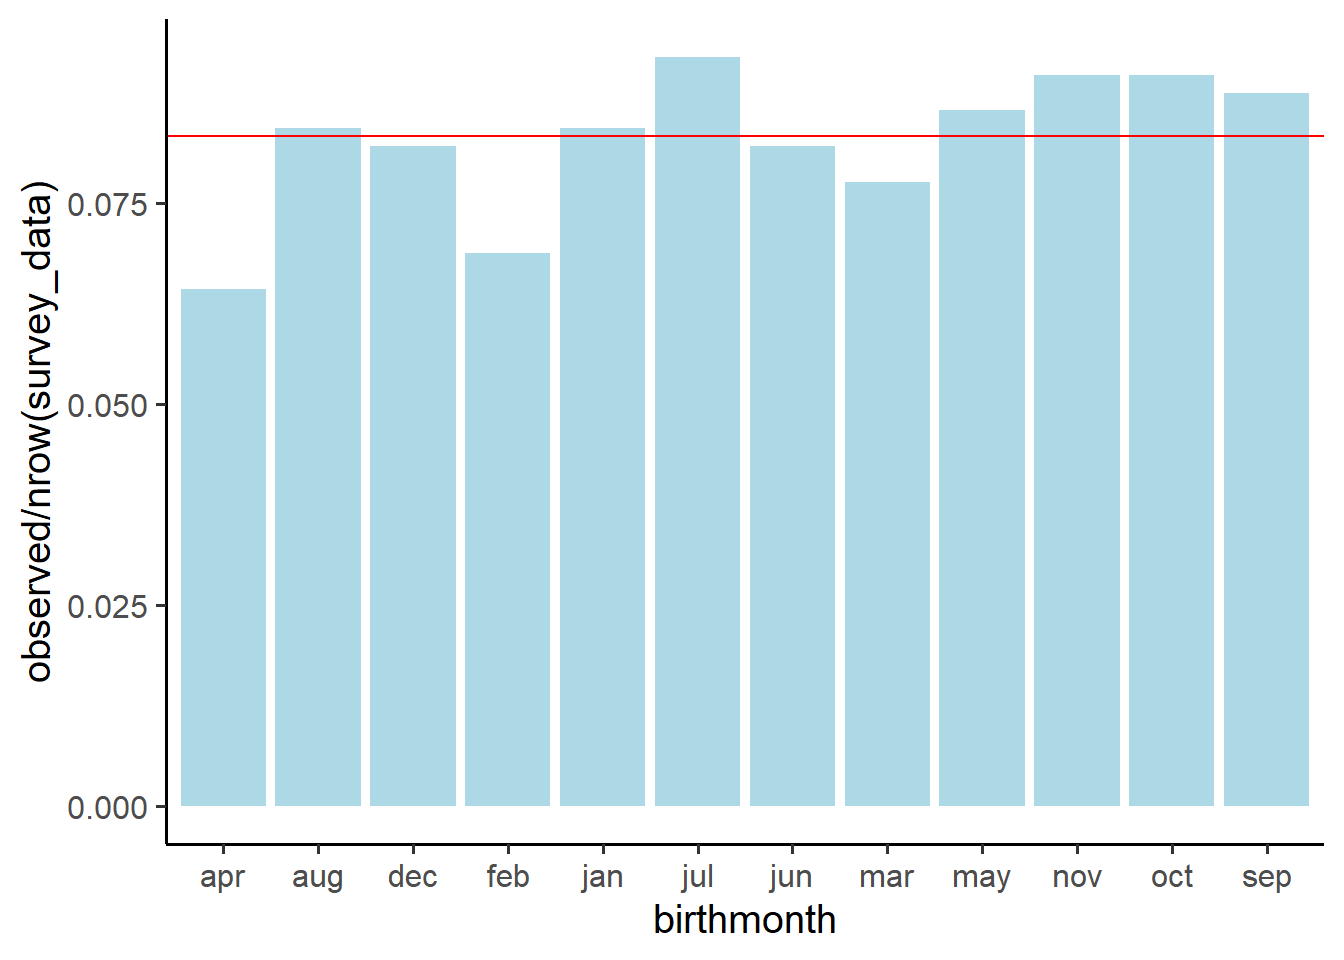 observed/nrow(survey_data)
0.075
0.050
0.025
0.000
apr aug dec feb jan jul jun mar may nov oct sep
birthmonth